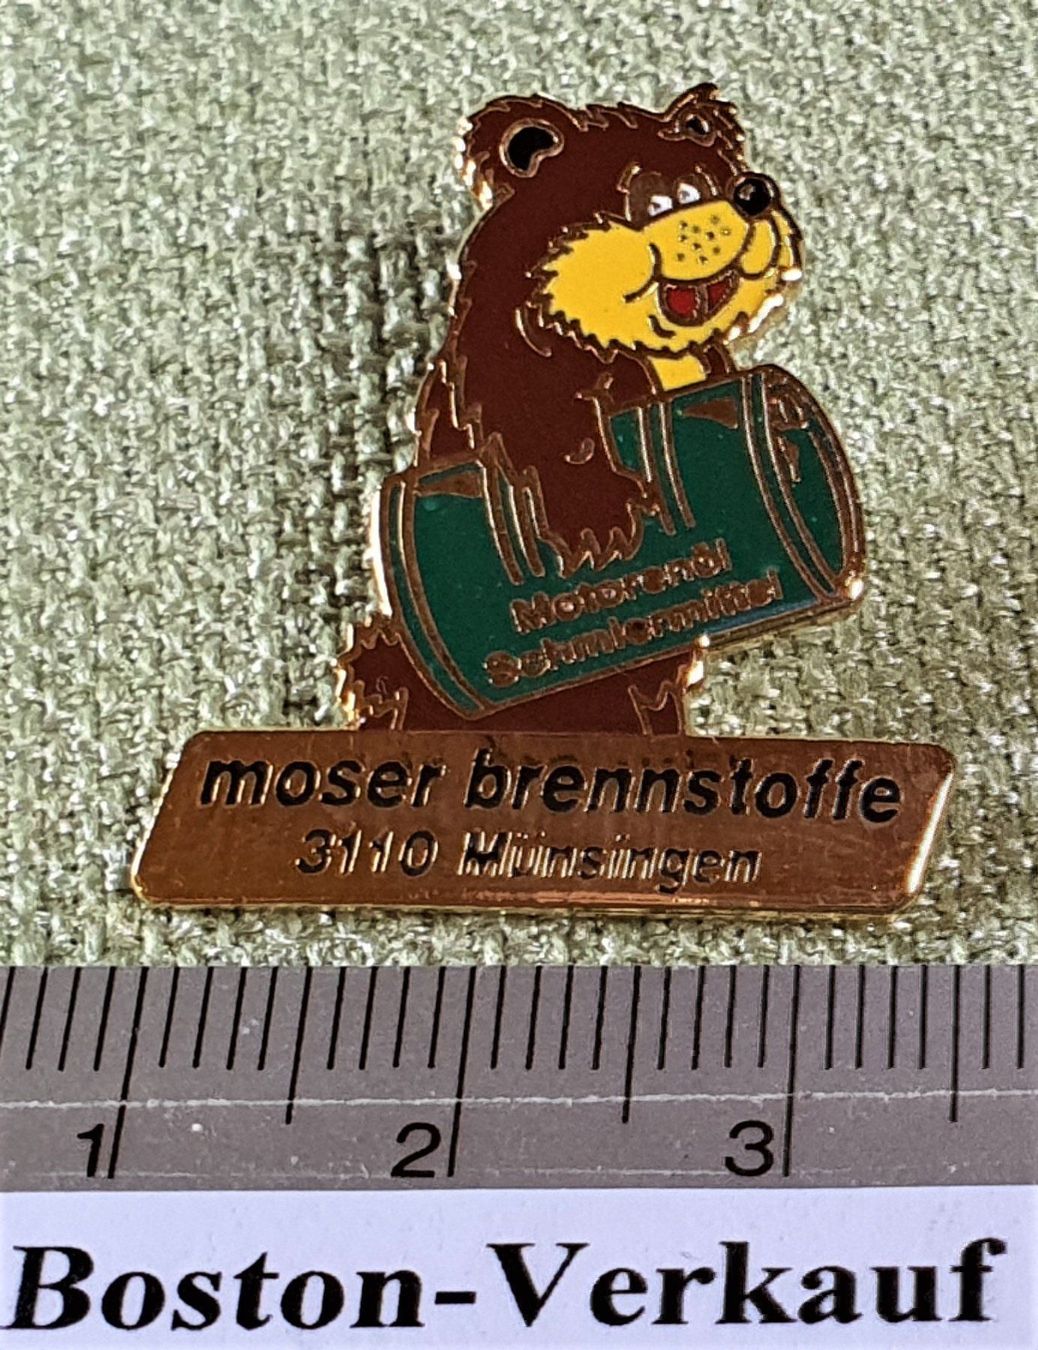 Motorenöl
Schmiermittel
moser brennstoffe
3110 Münsingen
1 2 3
Boston-Verkauf